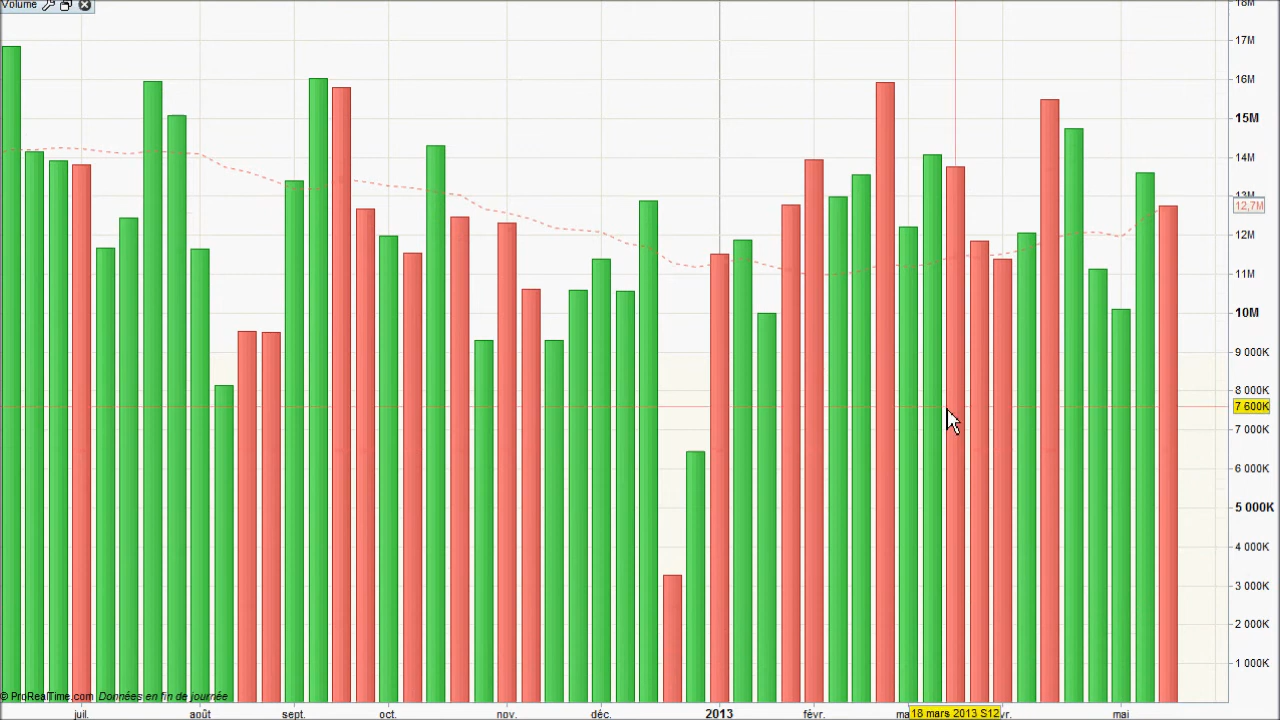 Volume
18M
17M
16M
15M
14M
13M
12,7M
12M
11M
10M
9 000K
8 000K
7 600K
7 000K
6 000K
5 000K
4 000K
3 000K
2 000K
1 000K
© ProRealTime.com Données en fin de journée
juil. août sept. oct. nov. déc. 2013 févr. 18 mars 2013 S12 mai